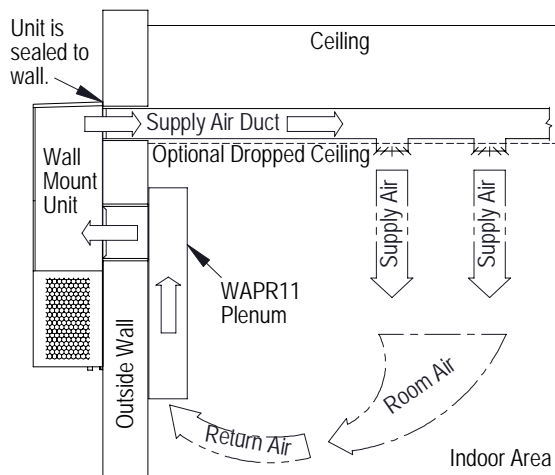 Unit is
sealed to
wall.
Ceiling
Supply Air Duct
Optional Dropped Ceiling
Wall
Mount
Unit
Supply Air
Supply Air
WAPR11
Plenum
Outside Wall
Room Air
Return Air
Indoor Area